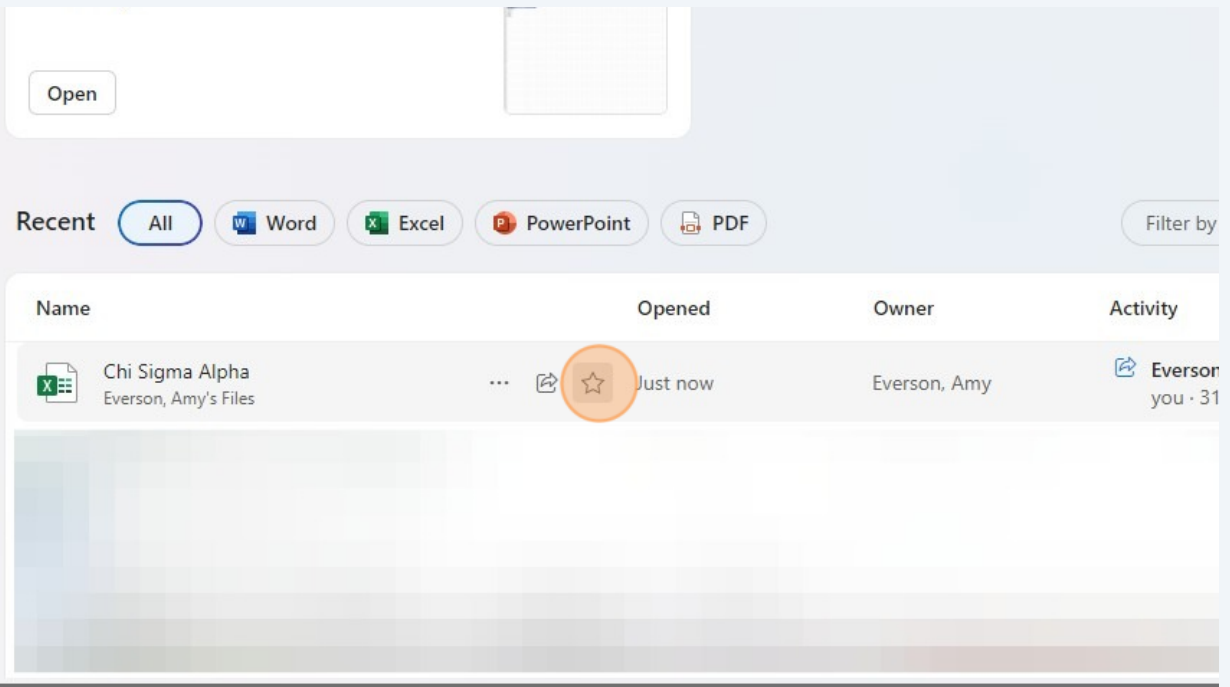 Open
Recent All Word Excel PowerPoint PDF Filter by
Name Opened Owner Activity
Chi Sigma Alpha Just now Everson, Amy Everson
Everson, Amy's Files you · 31